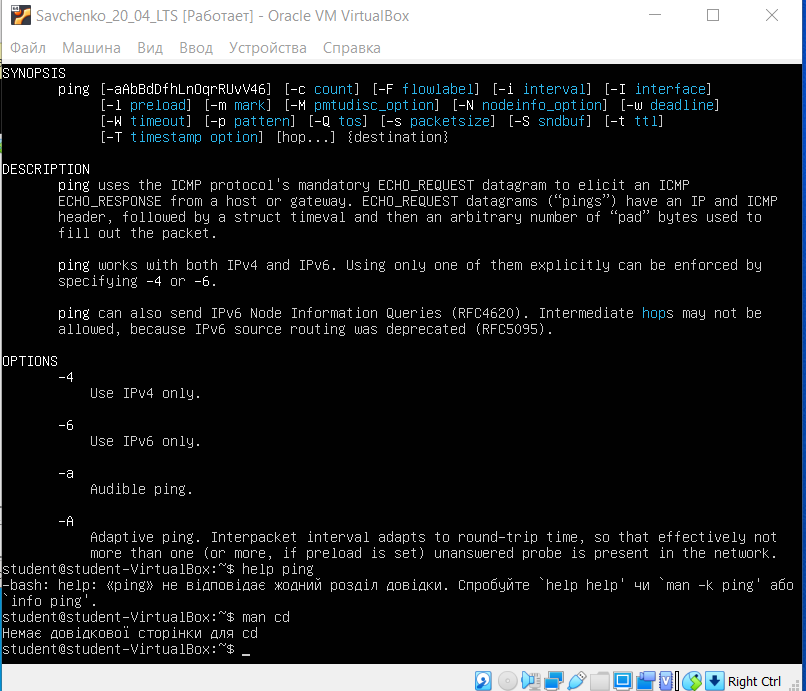 Savchenko_20_04_LTS [Работает] - Oracle VM VirtualBox
Файл Машина Вид Ввод Устройства Справка
SYNOPSIS
ping [-aAbBdDfhLnOqrRUvV46] [-c count] [-F flowlabel] [-i interval] [-I interface]
[-l preload] [-m mark] [-M pmtudisc_option] [-N nodeinfo_option] [-w deadline]
[-W timeout] [-p pattern] [-Q tos] [-s packetsize] [-S sndbuf] [-t ttl]
[-T timestamp option] [hop...] {destination}
DESCRIPTION
ping uses the ICMP protocol's mandatory ECHO_REQUEST datagram to elicit an ICMP
ECHO_RESPONSE from a host or gateway. ECHO_REQUEST datagrams (“pings”) have an IP and ICMP
header, followed by a struct timeval and then an arbitrary number of “pad” bytes used to
fill out the packet.
ping works with both IPv4 and IPv6. Using only one of them explicitly can be enforced by
specifying -4 or -6.
ping can also send IPv6 Node Information Queries (RFC4620). Intermediate hops may not be
allowed, because IPv6 source routing was deprecated (RFC5095).
OPTIONS
-4
Use IPv4 only.
-6
Use IPv6 only.
-a
Audible ping.
-A
Adaptive ping. Interpacket interval adapts to round-trip time, so that effectively not
more than one (or more, if preload is set) unanswered probe is present in the network.
student@student-VirtualBox:~$ help ping
-bash: help: «ping» не відповідає жодний розділ довідки. Спробуйте `help help' чи `man -k ping' або
`info ping'.
student@student-VirtualBox:~$ man cd
Немає довідкової сторінки для cd
student@student-VirtualBox:~$ _
Right Ctrl